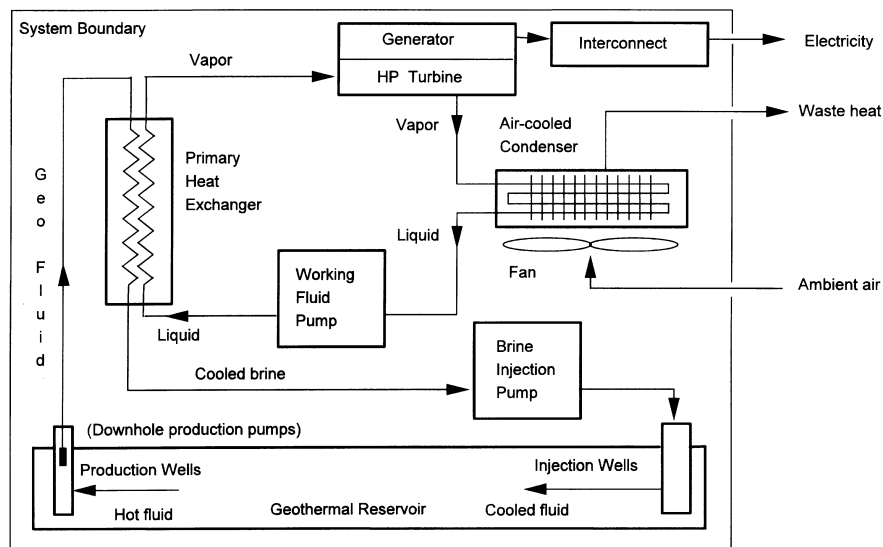 System Boundary
Generator
HP Turbine
Interconnect
Electricity
Vapor
Waste heat
Vapor
Air-cooled
Condenser
Primary
Heat
Exchanger
Geo Fluid
Liquid
Fan
Ambient air
Working
Fluid
Pump
Liquid
Brine
Injection
Pump
Cooled brine
(Downhole production pumps)
Production Wells
Injection Wells
Hot fluid
Geothermal Reservoir
Cooled fluid